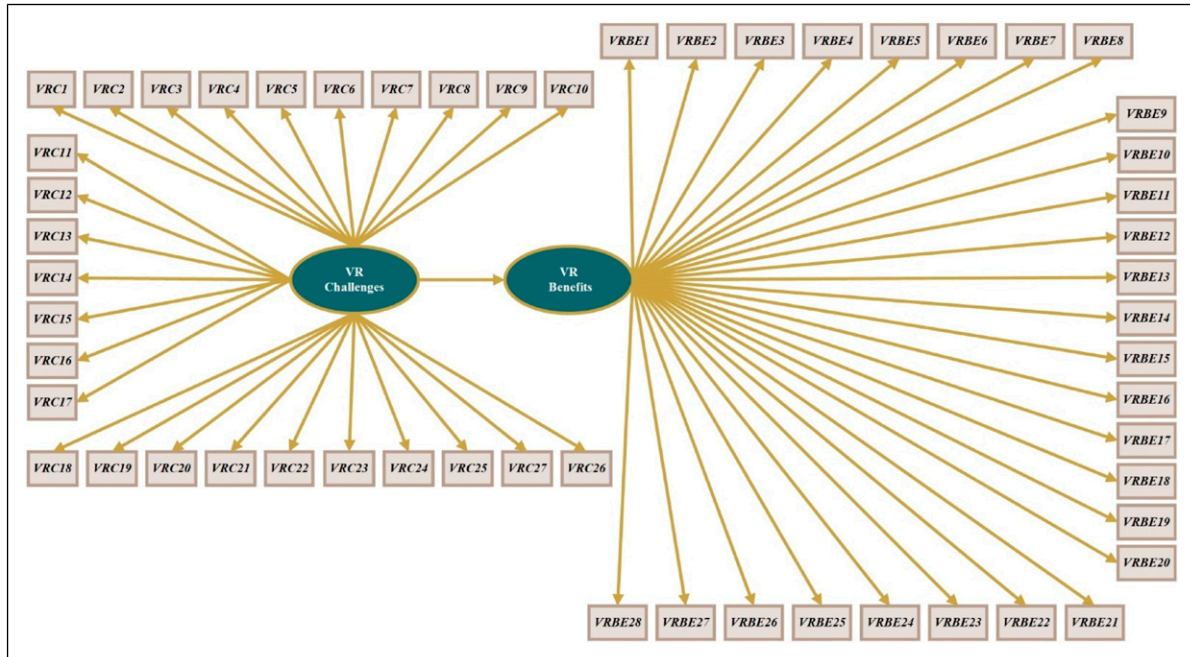 VRBE1 VRBE2 VRBE3 VRBE4 VRBE5 VRBE6 VRBE7 VRBE8
VRC1 VRC2 VRC3 VRC4 VRC5 VRC6 VRC7 VRC8 VRC9 VRC10
VRBE9
VRC11
VRBE10
VRC12
VRBE11
VRC13
VRBE12
VRC14
VR
Challenges
VR
Benefits
VRBE13
VRC15
VRBE14
VRC16
VRBE15
VRC17
VRBE16
VRBE17
VRC18 VRC19 VRC20 VRC21 VRC22 VRC23 VRC24 VRC25 VRC27 VRC26
VRBE18
VRBE19
VRBE20
VRBE28 VRBE27 VRBE26 VRBE25 VRBE24 VRBE23 VRBE22 VRBE21